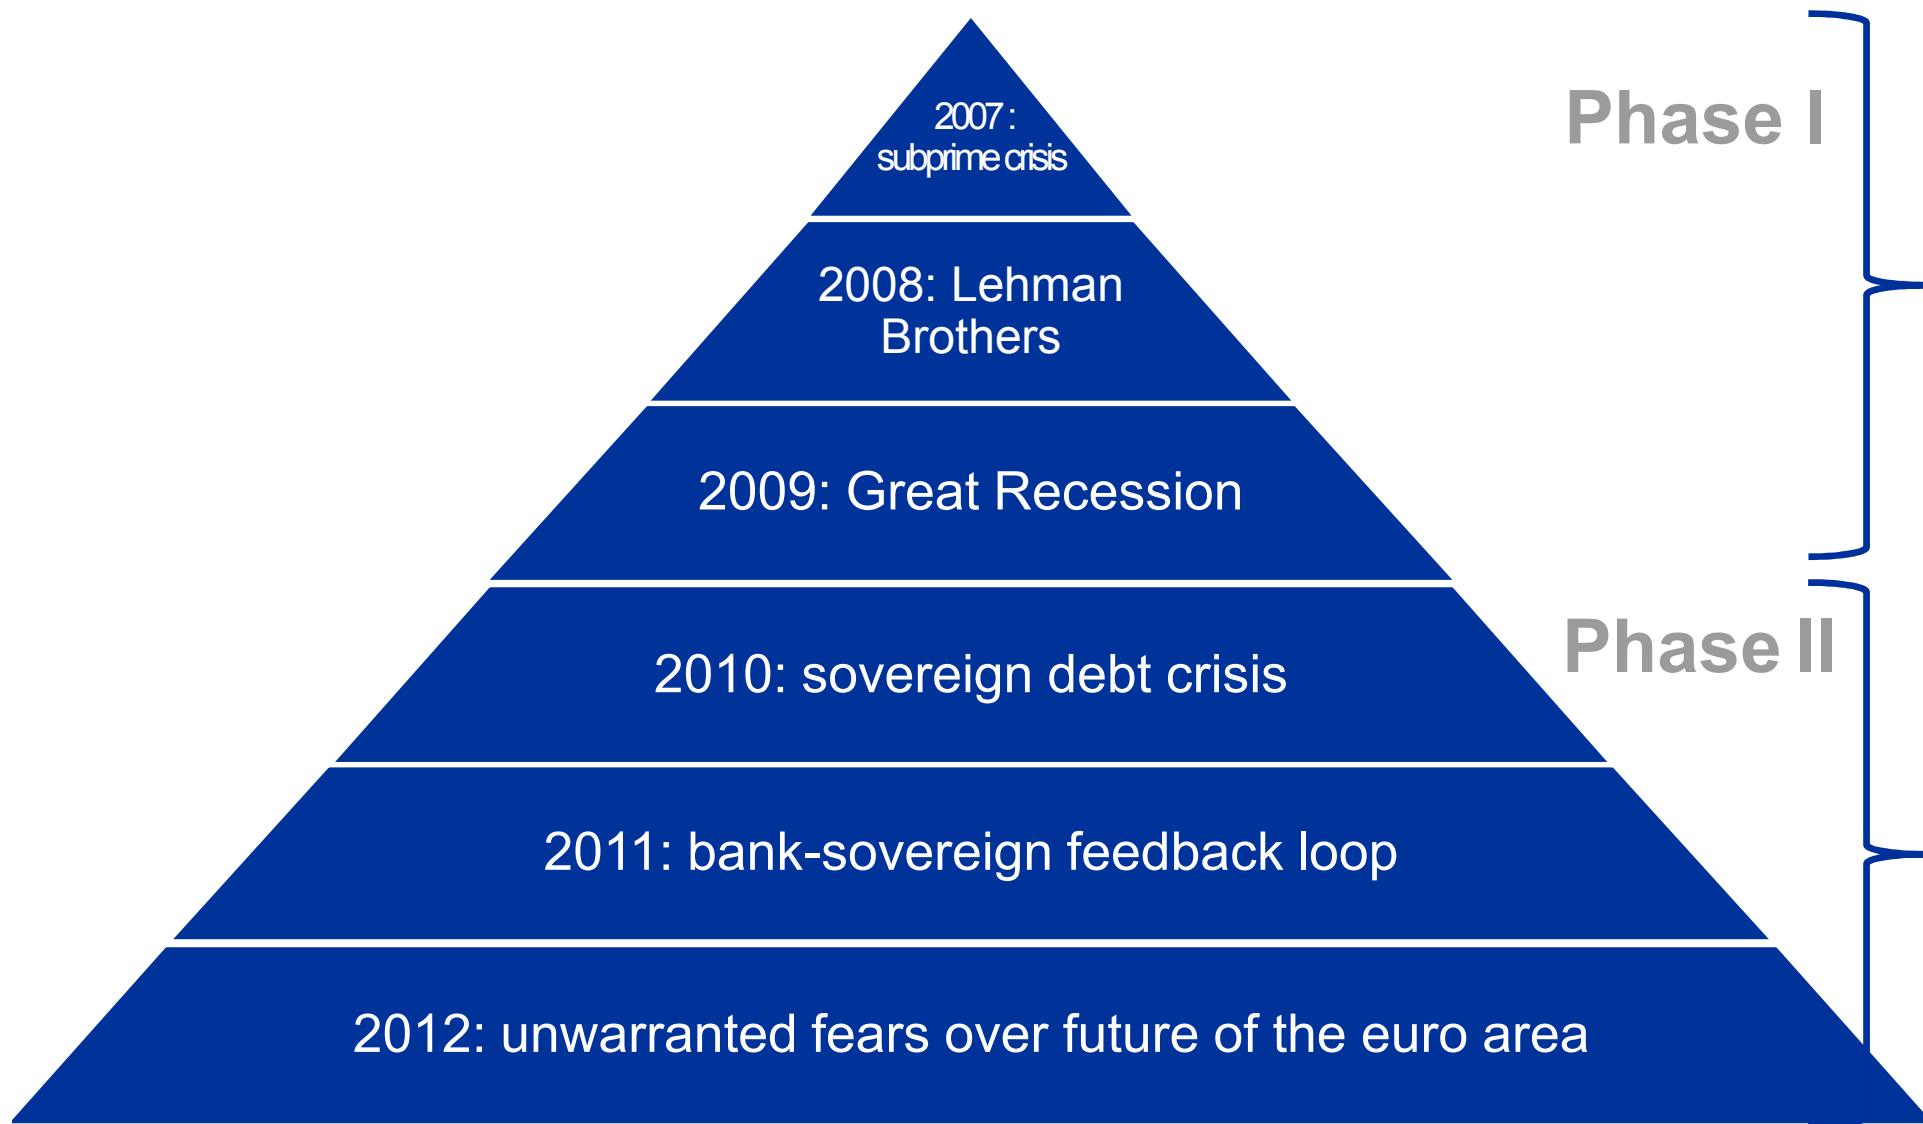 2007 :
subprime crisis
Phase I
2008: Lehman
Brothers
2009: Great Recession
2010: sovereign debt crisis
Phase II
2011: bank-sovereign feedback loop
2012: unwarranted fears over future of the euro area